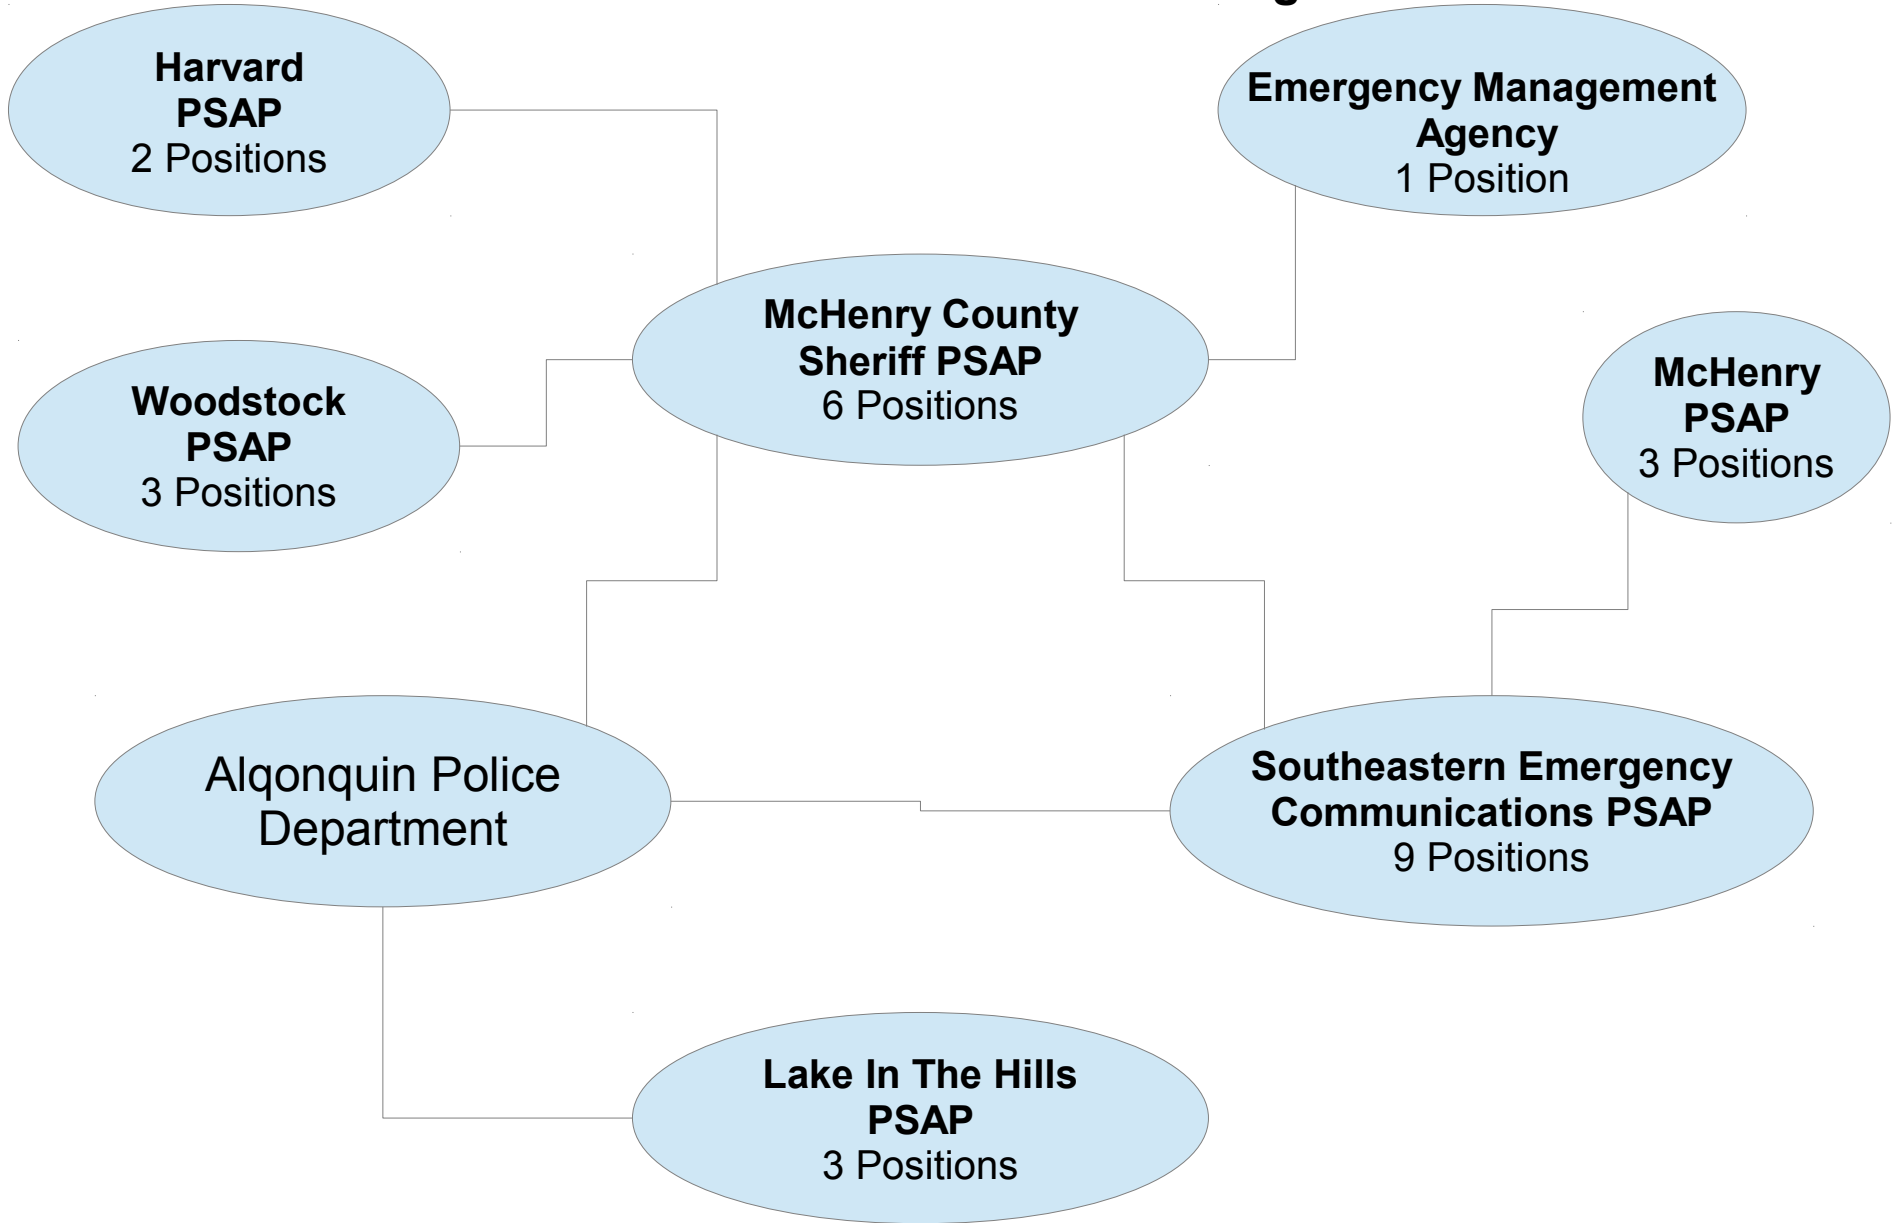 Harvard
PSAP
2 Positions
Emergency Management
Agency
1 Position
McHenry County
Sheriff PSAP
6 Positions
McHenry
PSAP
3 Positions
Woodstock
PSAP
3 Positions
Alqonquin Police
Department
Southeastern Emergency
Communications PSAP
9 Positions
Lake In The Hills
PSAP
3 Positions